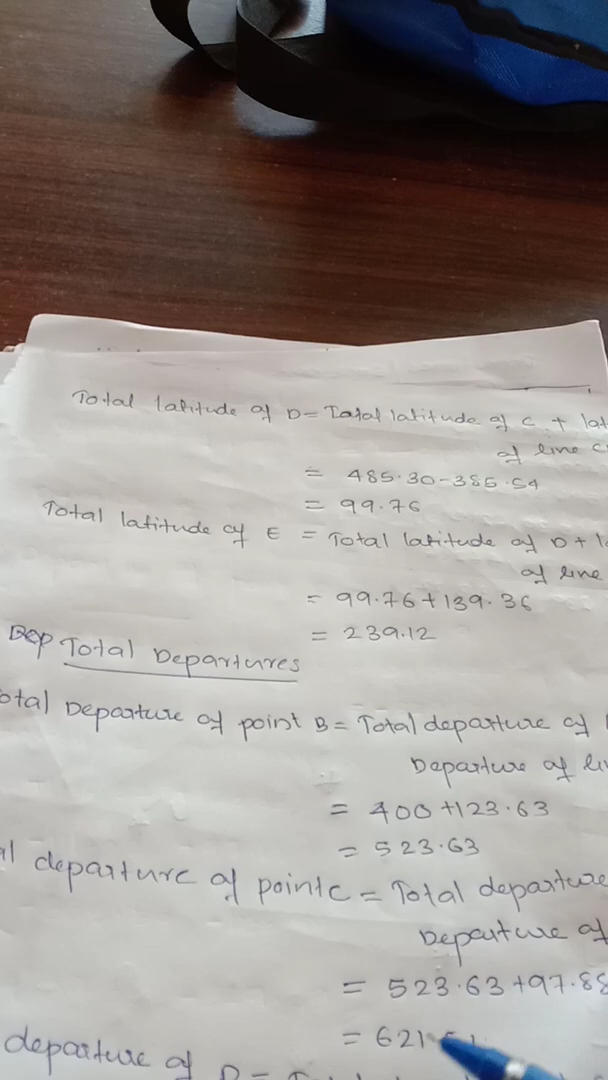 Total latitude of D = Total latitude of C + lat
of line C
= 485.30-385.54
= 99.76
Total latitude of E = Total latitude of D +
of line
= 99.76+139.36
= 239.12
Total Departures
Total Departure of point B = Total departure of
Departure of
= 400+123.63
= 523.63
departure of point C = Total departure
Departure of
= 523.63+97.88
= 621
departure of D =